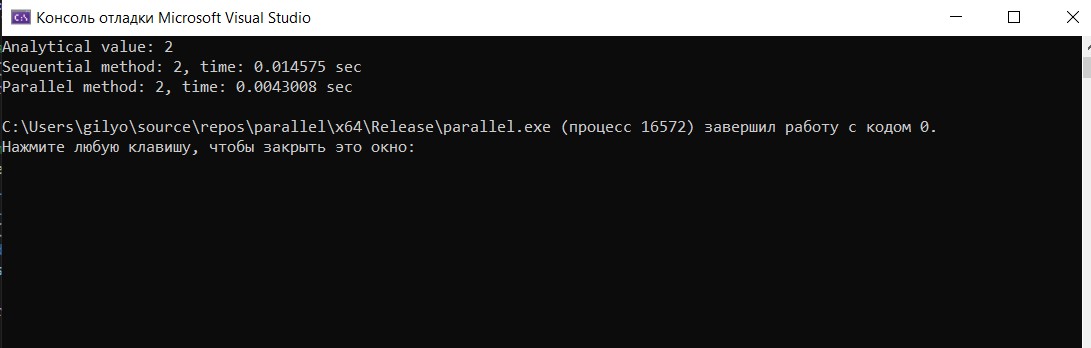 Консоль отладки Microsoft Visual Studio
Analytical value: 2
Sequential method: 2, time: 0.014575 sec
Parallel method: 2, time: 0.0043008 sec
C:\Users\gilyo\source\repos\parallel\x64\Release\parallel.exe (процесс 16572) завершил работу с кодом 0.
Нажмите любую клавишу, чтобы закрыть это окно: